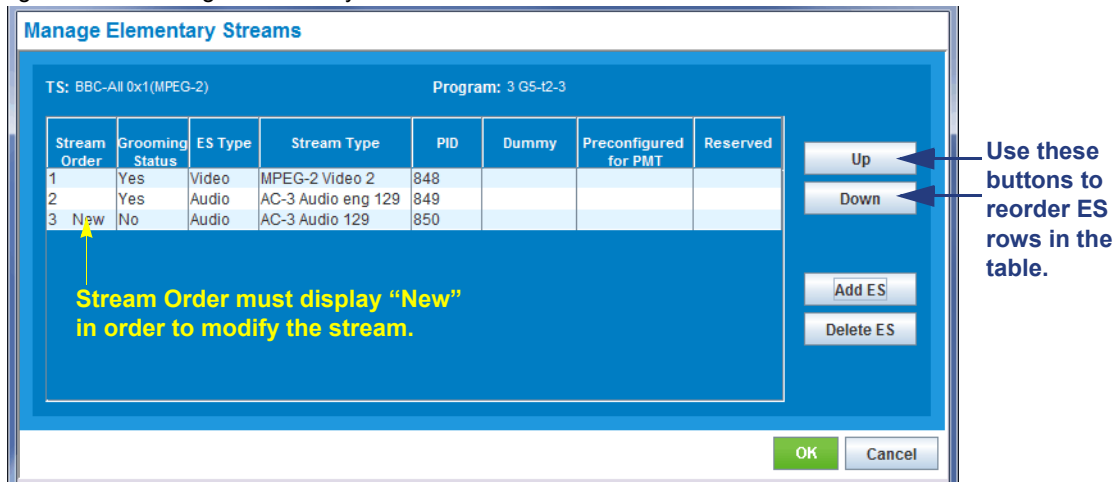 Manage Elementary Streams
TS: BBC-All 0x1(MPEG-2) Program: 3 G5-t2-3
Stream Order Grooming Status ES Type Stream Type PID Dummy Preconfigured for PMT Reserved
1 Yes Video MPEG-2 Video 2 848
2 Yes Audio AC-3 Audio eng 129 849
3 New No Audio AC-3 Audio 129 850
Stream Order must display “New”
in order to modify the stream.
Up
Down
Add ES
Delete ES
Use these
buttons to
reorder ES
rows in the
table.
OK Cancel